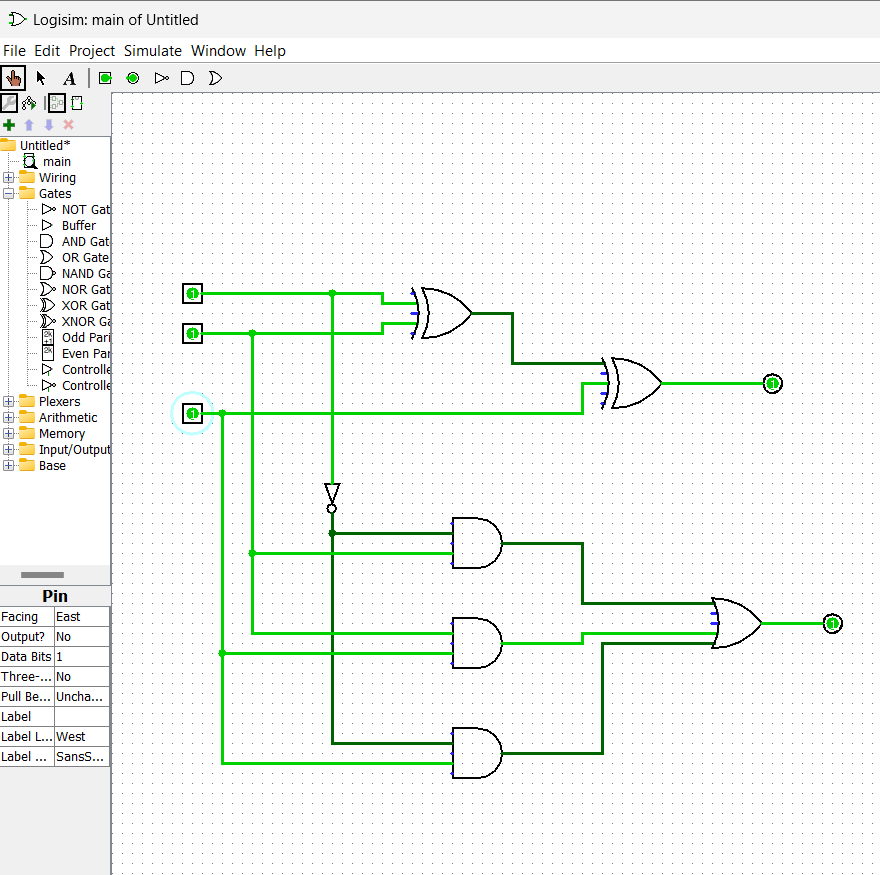 Logisim: main of Untitled
File Edit Project Simulate Window Help
A
Untitled*
main
Wiring
Gates
NOT Gat
Buffer
AND Gat
OR Gate
NAND Ga
NOR Gat
XOR Gat
XNOR Ga
2k
+1
Odd Pari
2k
Even Par
Controlle
Controlle
Plexers
Arithmetic
Memory
Input/Output
Base
Pin
Facing East
Output? No
Data Bits 1
Three-... No
Pull Be... Uncha...
Label
Label L... West
Label ... SansS...
1
1
1
1
1